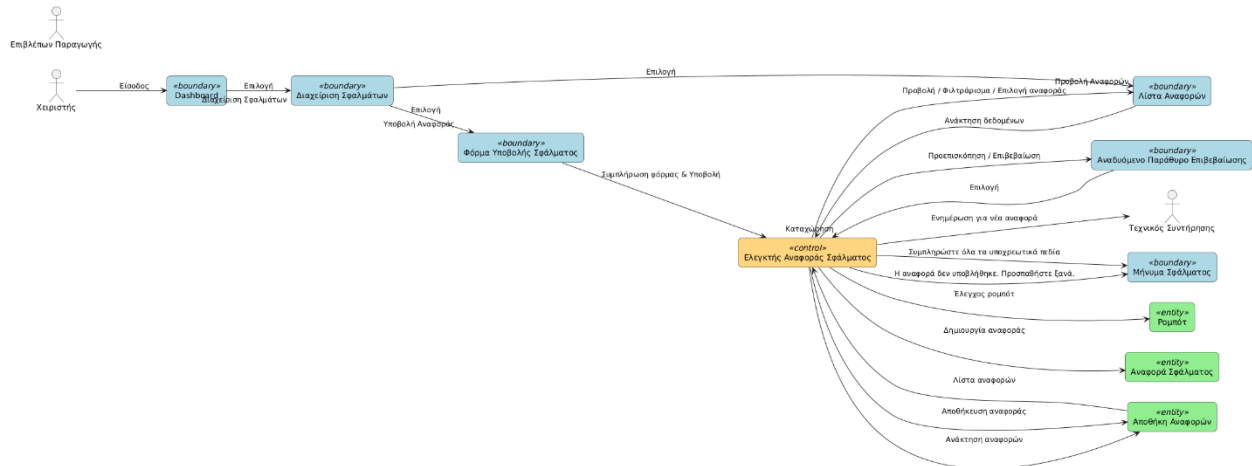 Επιβλέπων Παραγωγής
Χειριστής
Είσοδος
«boundary»
Dashboard
Επιλογή
Διαχείριση Σφαλμάτων
«boundary»
Διαχείριση Σφαλμάτων
Επιλογή
Προβολή Αναφορών
«boundary»
Λίστα Αναφορών
Επιλογή
Υποβολή Αναφοράς
«boundary»
Φόρμα Υποβολής Σφάλματος
Προβολή / Φιλτράρισμα / Επιλογή αναφοράς
Ανάκτηση δεδομένων
Προεπισκόπηση / Επιβεβαίωση
«boundary»
Αναδυόμενο Παράθυρο Επιβεβαίωσης
Συμπλήρωση φόρμας & Υποβολή
Επιλογή
Καταχώρηση
Ενημέρωση για νέα αναφορά
Τεχνικός Συντήρησης
«control»
Ελεγκτής Αναφοράς Σφάλματος
Συμπληρώστε όλα τα υποχρεωτικά πεδία
«boundary»
Μήνυμα Σφάλματος
Η αναφορά δεν υποβλήθηκε. Προσπαθήστε ξανά.
Έλεγχος ρομπότ
«entity»
Ρομπότ
Δημιουργία αναφοράς
«entity»
Αναφορά Σφάλματος
Λίστα αναφορών
Αποθήκευση αναφοράς
«entity»
Αποθήκη Αναφορών
Ανάκτηση αναφορών